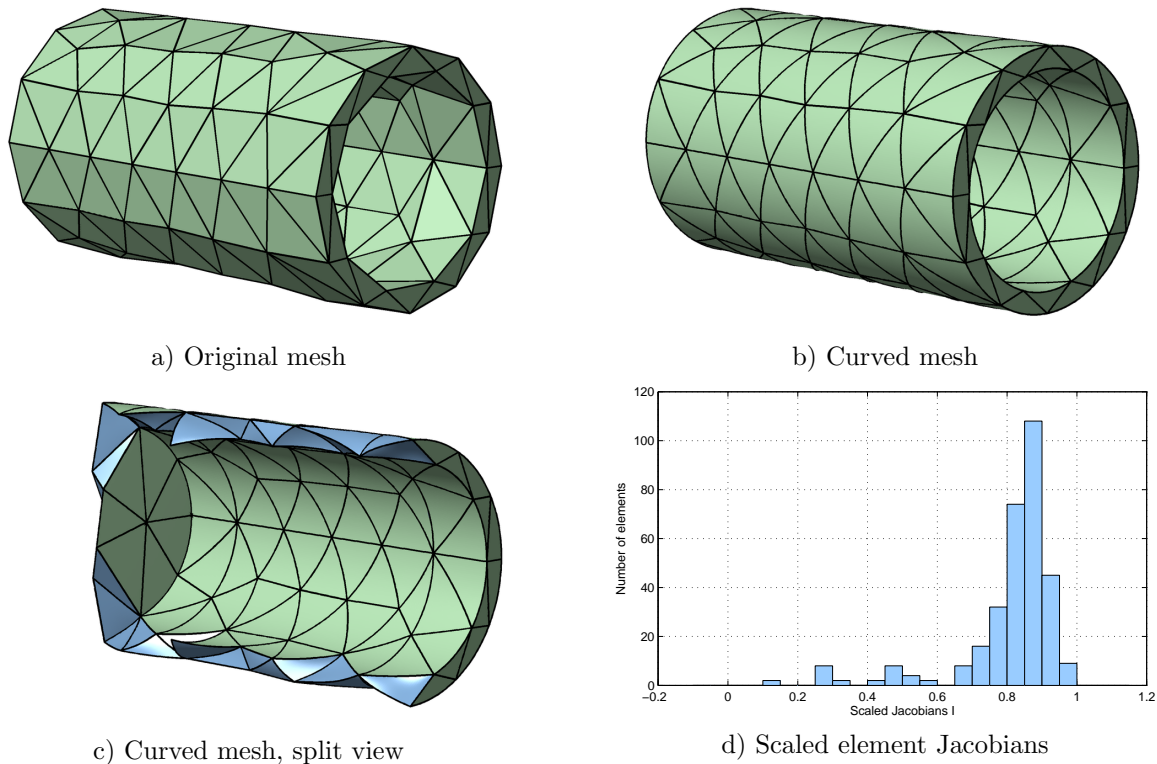 a) Original mesh
b) Curved mesh
120
100
80
60
40
20
0
Number of elements
−0.2
0
0.2
0.4
0.6
0.8
1
1.2
Scaled Jacobians I
c) Curved mesh, split view
d) Scaled element Jacobians